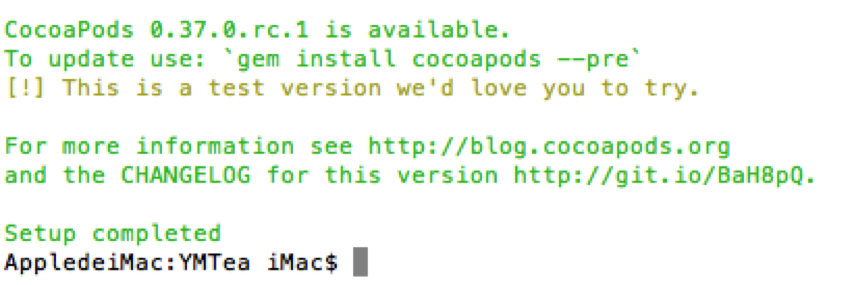 CocoaPods 0.37.0.rc.1 is available.
To update use: `gem install cocoapods --pre`
[!] This is a test version we'd love you to try.
For more information see http://blog.cocoapods.org
and the CHANGELOG for this version http://git.io/BaH8pQ.
Setup completed
AppledeiMac:YMTea iMac$